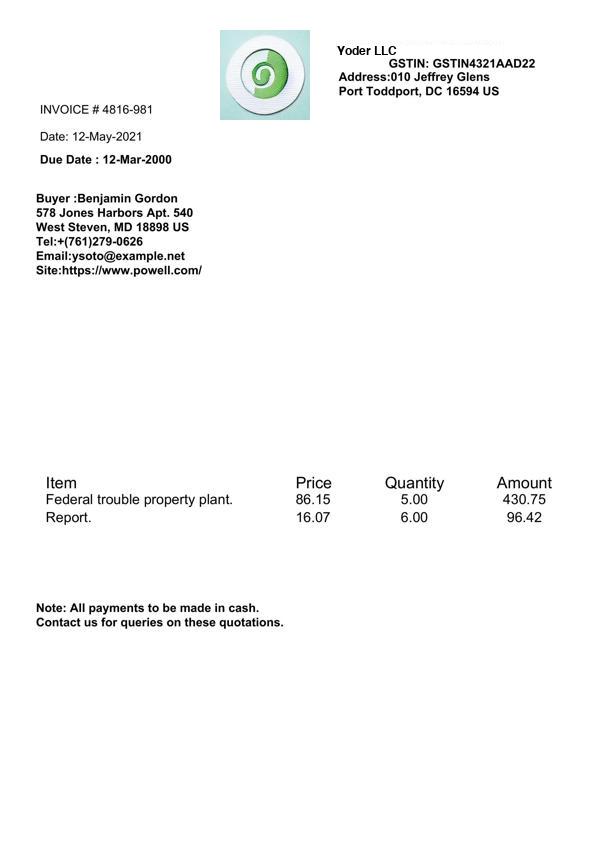 Yoder LLC
GSTIN: GSTIN4321AAD22
Address:010 Jeffrey Glens
Port Toddport, DC 16594 US
INVOICE # 4816-981
Date: 12-May-2021
Due Date : 12-Mar-2000
Buyer :Benjamin Gordon
578 Jones Harbors Apt. 540
West Steven, MD 18898 US
Tel:+(761)279-0626
Email:ysoto@example.net
Site:https://www.powell.com/
Item Price Quantity Amount
Federal trouble property plant. 86.15 5.00 430.75
Report. 16.07 6.00 96.42
Note: All payments to be made in cash.
Contact us for queries on these quotations.